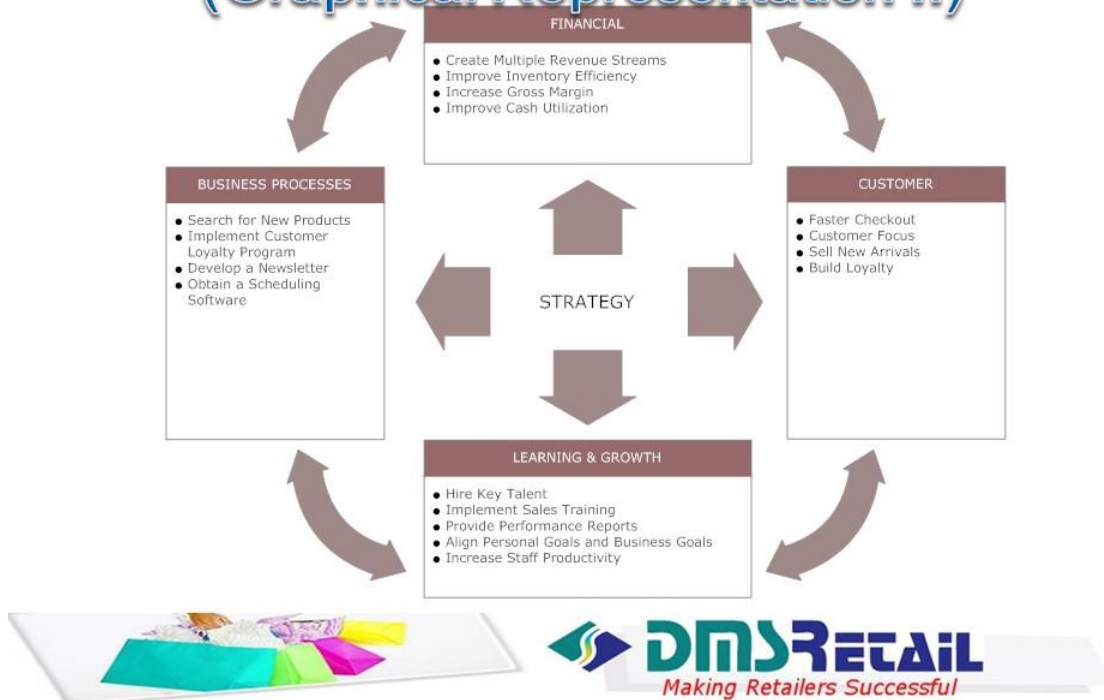 (Graphical Representation II)
FINANCIAL
● Create Multiple Revenue Streams
● Improve Inventory Efficiency
● Increase Gross Margin
● Improve Cash Utilization
BUSINESS PROCESSES
● Search for New Products
● Implement Customer
Loyalty Program
● Develop a Newsletter
● Obtain a Scheduling
Software
STRATEGY
CUSTOMER
● Faster Checkout
● Customer Focus
● Sell New Arrivals
● Build Loyalty
LEARNING & GROWTH
● Hire Key Talent
● Implement Sales Training
● Provide Performance Reports
● Align Personal Goals and Business Goals
● Increase Staff Productivity
DMSRETAIL
Making Retailers Successful